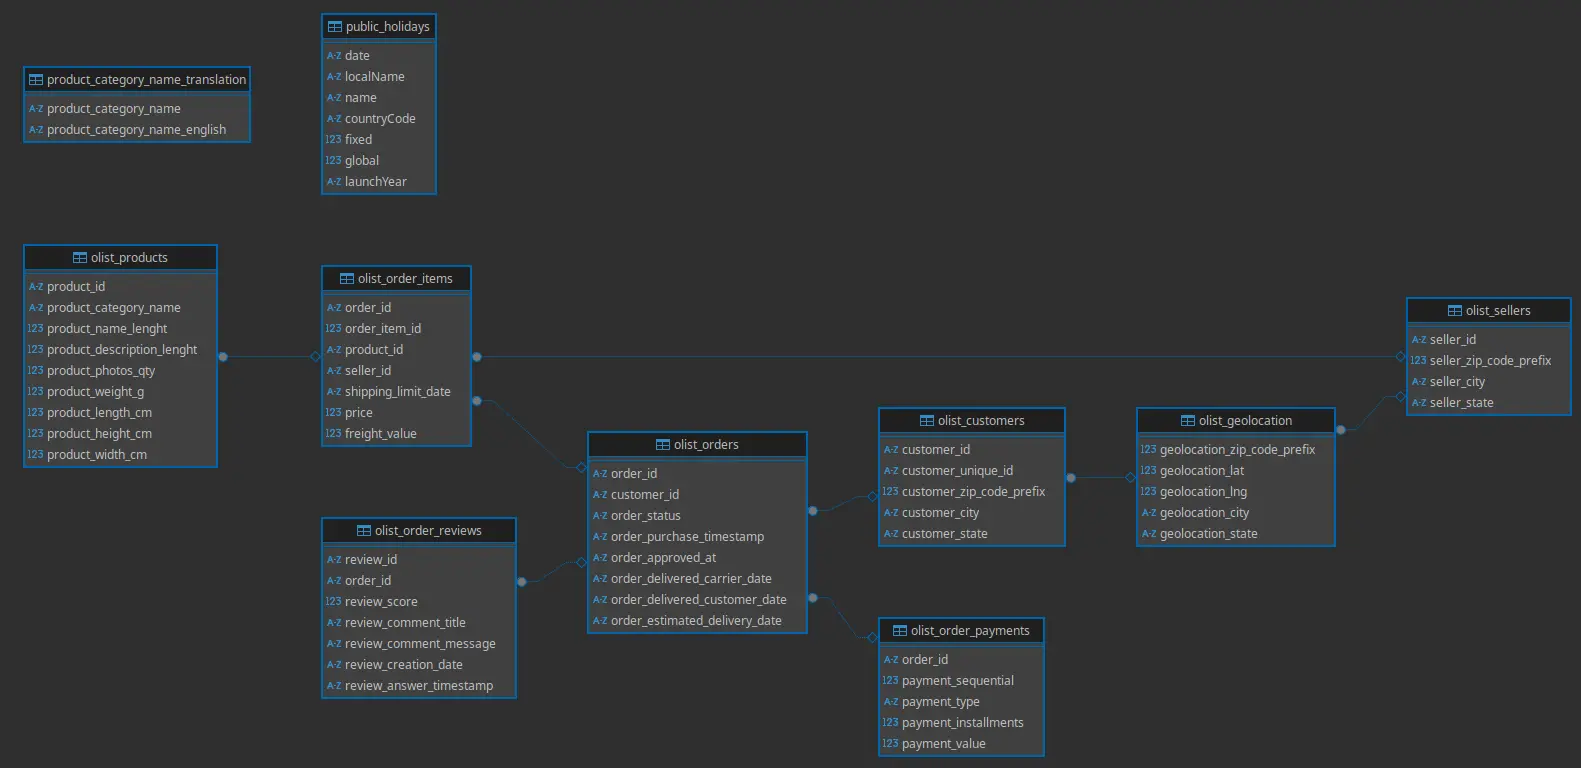 public_holidays
A-Z date
A-Z localName
A-Z name
A-Z countryCode
123 fixed
123 global
A-Z launchYear
product_category_name_translation
A-Z product_category_name
A-Z product_category_name_english
olist_products
A-Z product_id
A-Z product_category_name
123 product_name_lenght
123 product_description_lenght
123 product_photos_qty
123 product_weight_g
123 product_length_cm
123 product_height_cm
123 product_width_cm
olist_order_items
A-Z order_id
123 order_item_id
A-Z product_id
A-Z seller_id
A-Z shipping_limit_date
123 price
123 freight_value
olist_sellers
A-Z seller_id
123 seller_zip_code_prefix
A-Z seller_city
A-Z seller_state
olist_orders
A-Z order_id
A-Z customer_id
A-Z order_status
A-Z order_purchase_timestamp
A-Z order_approved_at
A-Z order_delivered_carrier_date
A-Z order_delivered_customer_date
A-Z order_estimated_delivery_date
olist_customers
A-Z customer_id
A-Z customer_unique_id
123 customer_zip_code_prefix
A-Z customer_city
A-Z customer_state
olist_geolocation
123 geolocation_zip_code_prefix
123 geolocation_lat
123 geolocation_lng
A-Z geolocation_city
A-Z geolocation_state
olist_order_reviews
A-Z review_id
A-Z order_id
123 review_score
A-Z review_comment_title
A-Z review_comment_message
A-Z review_creation_date
A-Z review_answer_timestamp
olist_order_payments
A-Z order_id
123 payment_sequential
A-Z payment_type
123 payment_installments
123 payment_value